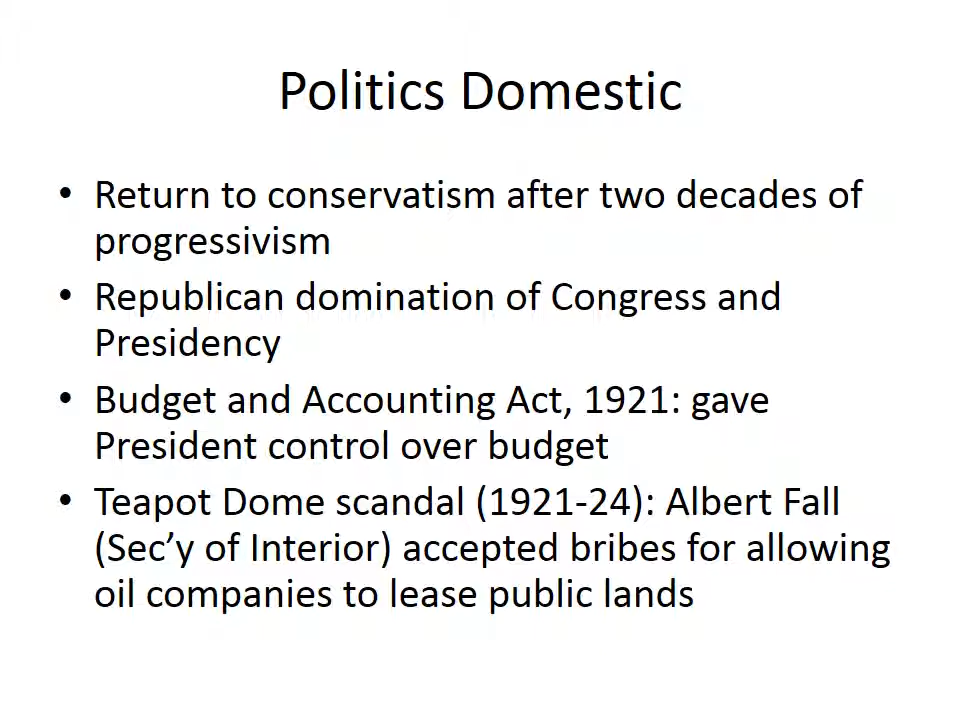 Politics Domestic
• Return to conservatism after two decades of
progressivism
• Republican domination of Congress and
Presidency
• Budget and Accounting Act, 1921: gave
President control over budget
• Teapot Dome scandal (1921-24): Albert Fall
(Sec’y of Interior) accepted bribes for allowing
oil companies to lease public lands